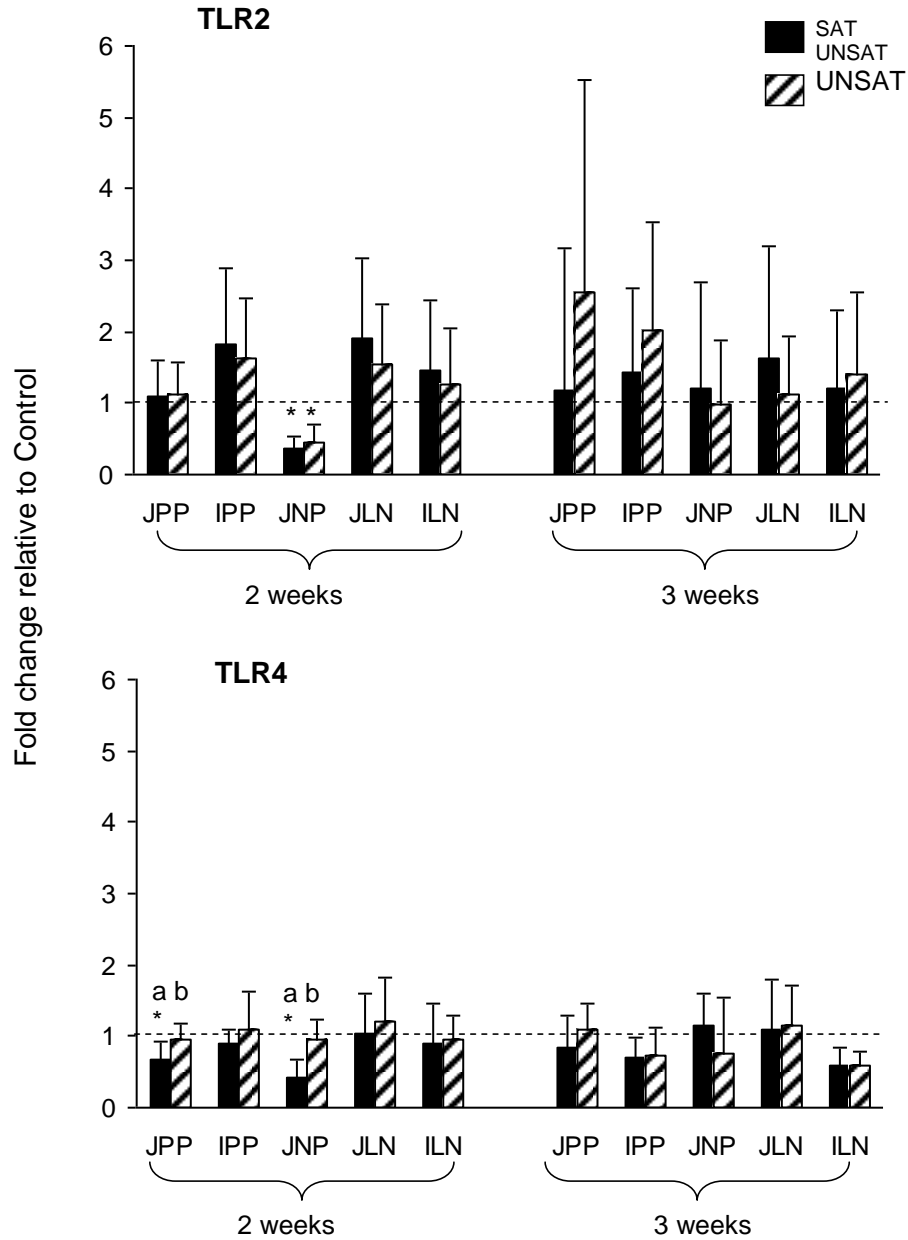 TLR2
SAT
UNSAT
UNSAT
Fold change relative to Control
6
5
4
3
2
1
0
* *
JPP IPP JNP JLN ILN JPP IPP JNP JLN ILN
2 weeks 3 weeks
TLR4
6
5
4
3
2
1
0
a b a b
* *
JPP IPP JNP JLN ILN JPP IPP JNP JLN ILN
2 weeks 3 weeks